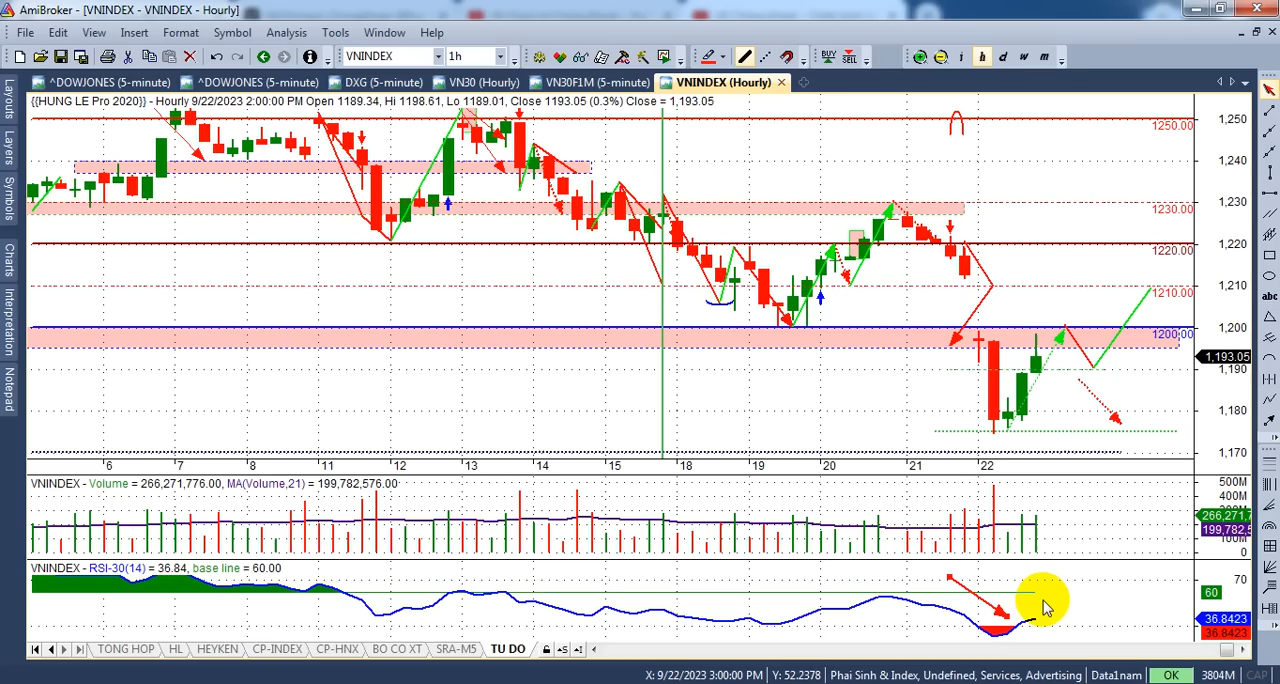 AmiBroker - [VNINDEX - VNINDEX - Hourly]
File Edit View Insert Format Symbol Analysis Tools Window Help
VNINDEX 1h BUY SELL i h d w m
^DOWJONES (5-minute) ^DOWJONES (5-minute) DXG (5-minute) VN30 (Hourly) VN30F1M (5-minute) VNINDEX (Hourly)
Layouts
Layers
Symbols
Charts
Interpretation
Notepad
{{HUNG LE Pro 2020}} - Hourly 9/22/2023 2:00:00 PM Open 1189.34, Hi 1198.61, Lo 1189.01, Close 1193.05 (0.3%) Close = 1,193.05
1250.00 1,250
1,240
1,230
1230.00
1,220
1220.00
1,210
1210.00
1,200
1200.00
1,193.05
1,190
1,180
1,170
6 7 8 11 12 13 14 15 18 19 20 21 22
VNINDEX - Volume = 266,271,776.00, MA(Volume,21) = 199,782,576.00
500M
400M
300M
266,271,7
199,782,5
100M
0
VNINDEX - RSI-30(14) = 36.84, base line = 60.00
70
60
36.8423
36.8423
TONG HOP HL HEYKEN CP-INDEX CP-HNX BO CO XT SRA-M5 TU DO
X: 9/22/2023 3:00:00 PM Y: 52.2378 Phai Sinh & Index, Undefined, Services, Advertising Data1nam OK 3804M CAP
abc